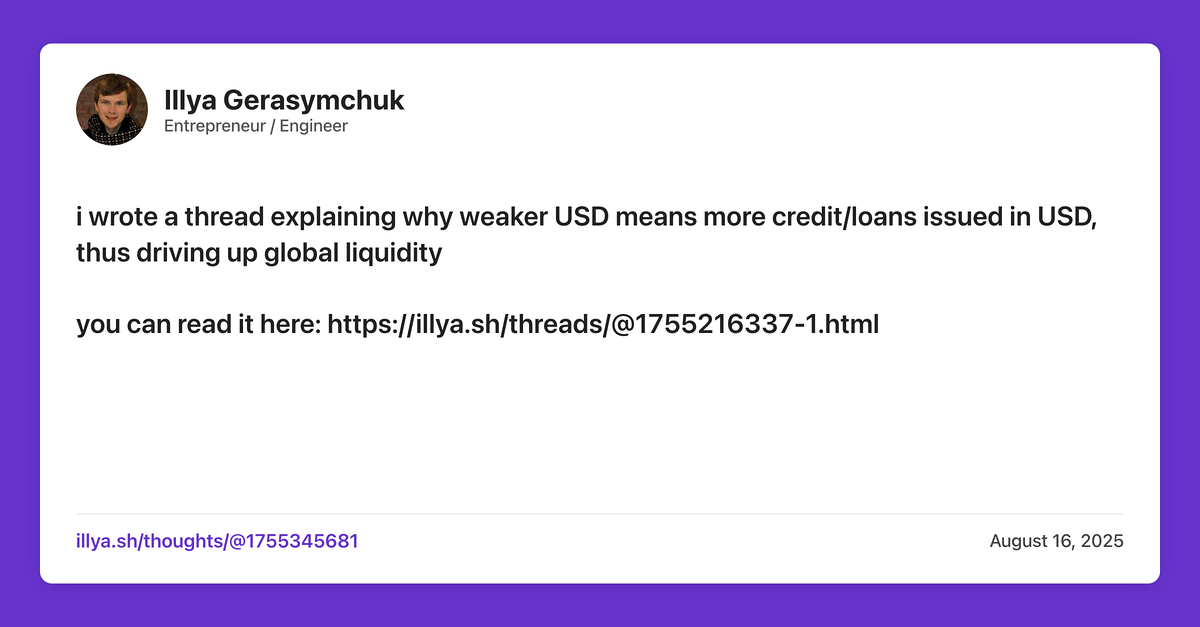 Illya Gerasymchuk
Entrepreneur / Engineer
i wrote a thread explaining why weaker USD means more credit/loans issued in USD,
thus driving up global liquidity
you can read it here: https://illya.sh/threads/@1755216337-1.html
illya.sh/thoughts/@1755345681
August 16, 2025